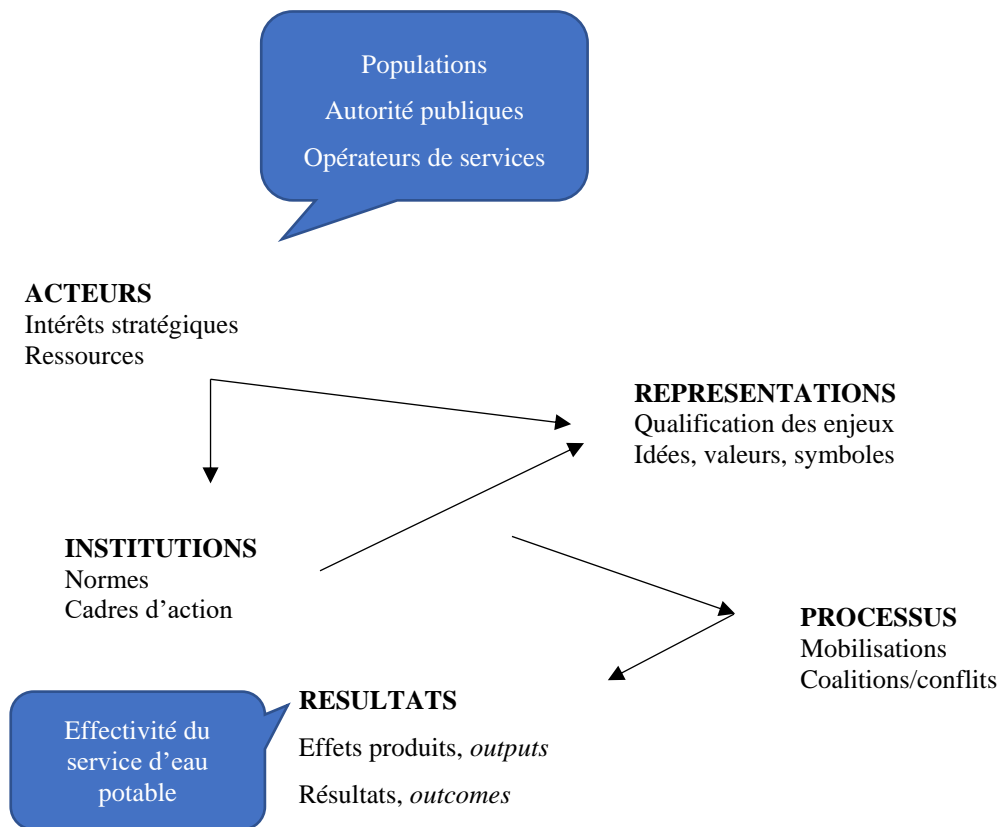 Populations
Autorité publiques
Opérateurs de services
ACTEURS
Intérêts stratégiques
Ressources
REPRESENTATIONS
Qualification des enjeux
Idées, valeurs, symboles
INSTITUTIONS
Normes
Cadres d’action
PROCESSUS
Mobilisations
Coalitions/conflits
RESULTATS
Effets produits, outputs
Résultats, outcomes
Effectivité du
service d’eau
potable